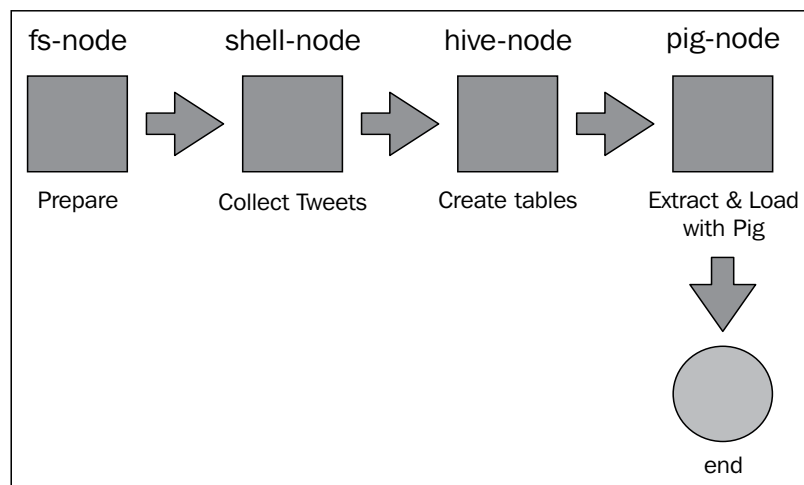 fs-node
shell-node
hive-node
pig-node
Prepare
Collect Tweets
Create tables
Extract & Load
with Pig
end